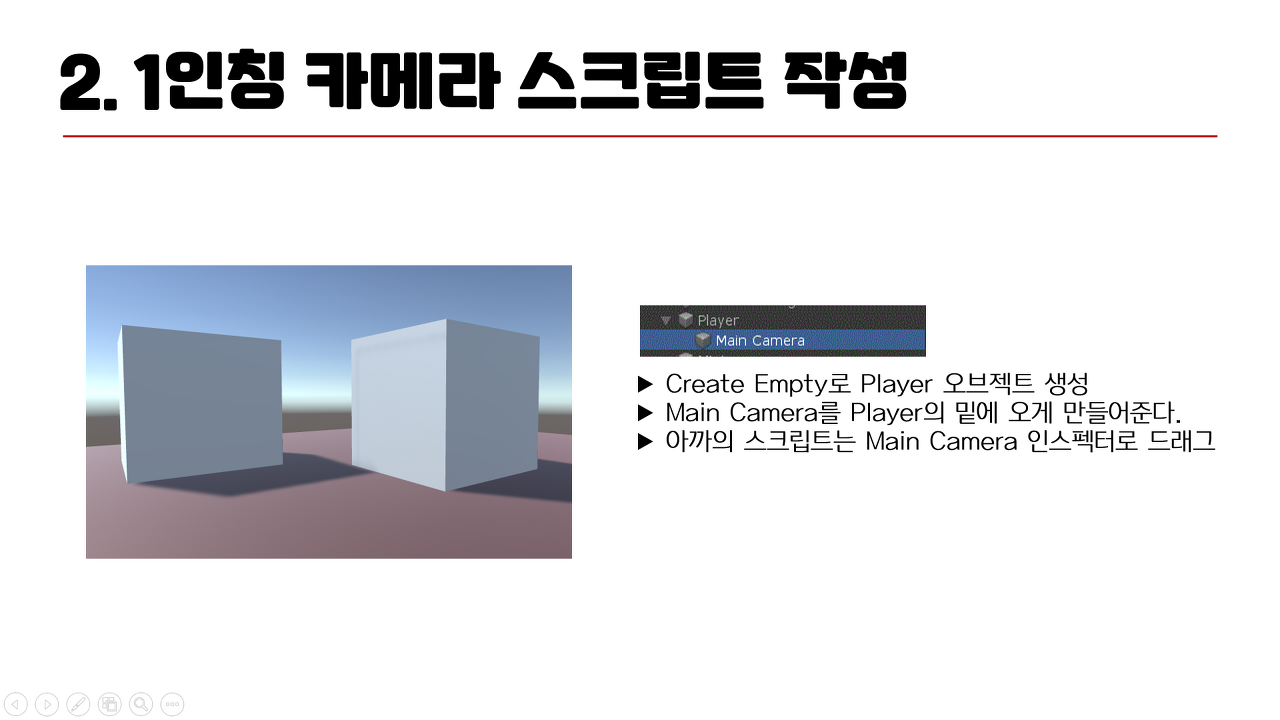 2. 1인칭 카메라 스크립트 작성
Player
Main Camera
▶ Create Empty로 Player 오브젝트 생성
▶ Main Camera를 Player의 밑에 오게 만들어준다.
▶ 아까의 스크립트는 Main Camera 인스펙터로 드래그